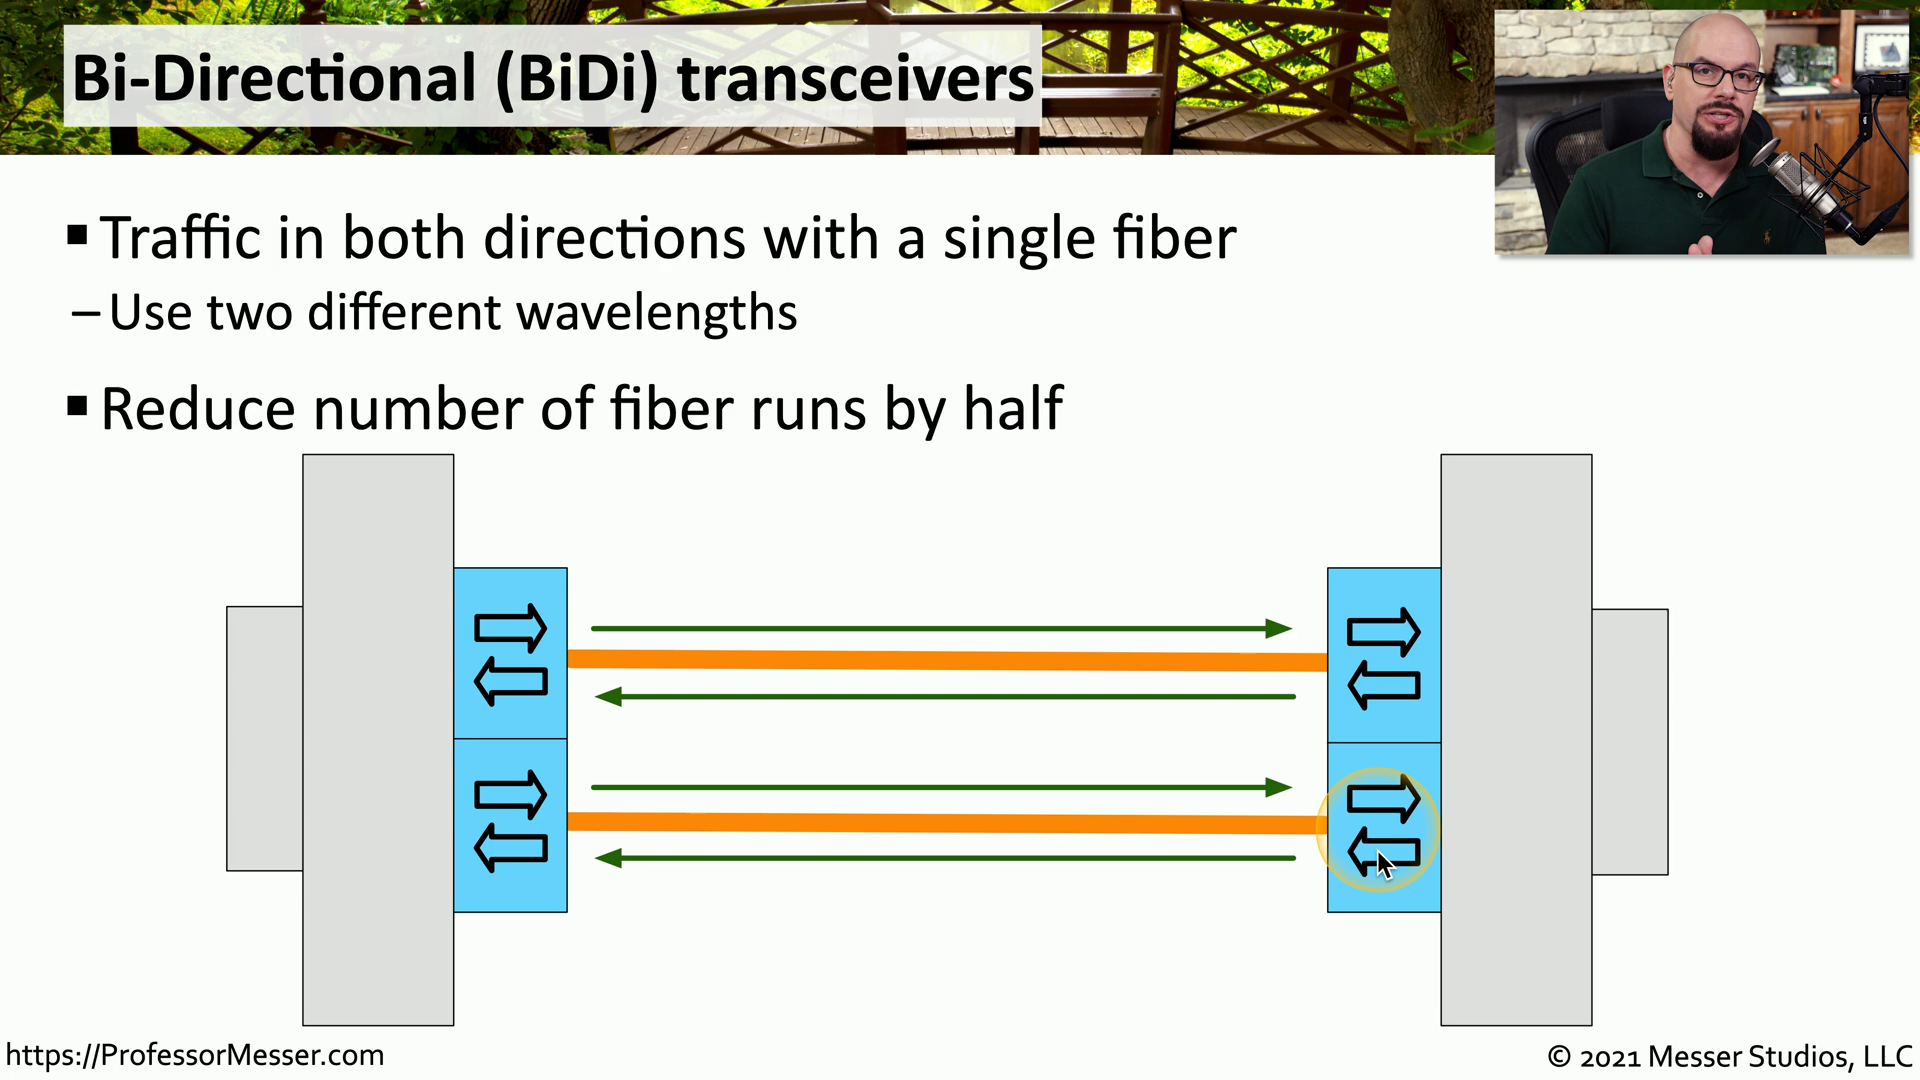 Bi-Directional (BiDi) transceivers
▪ Traffic in both directions with a single fiber
– Use two different wavelengths
▪ Reduce number of fiber runs by half
https://ProfessorMesser.com
© 2021 Messer Studios, LLC